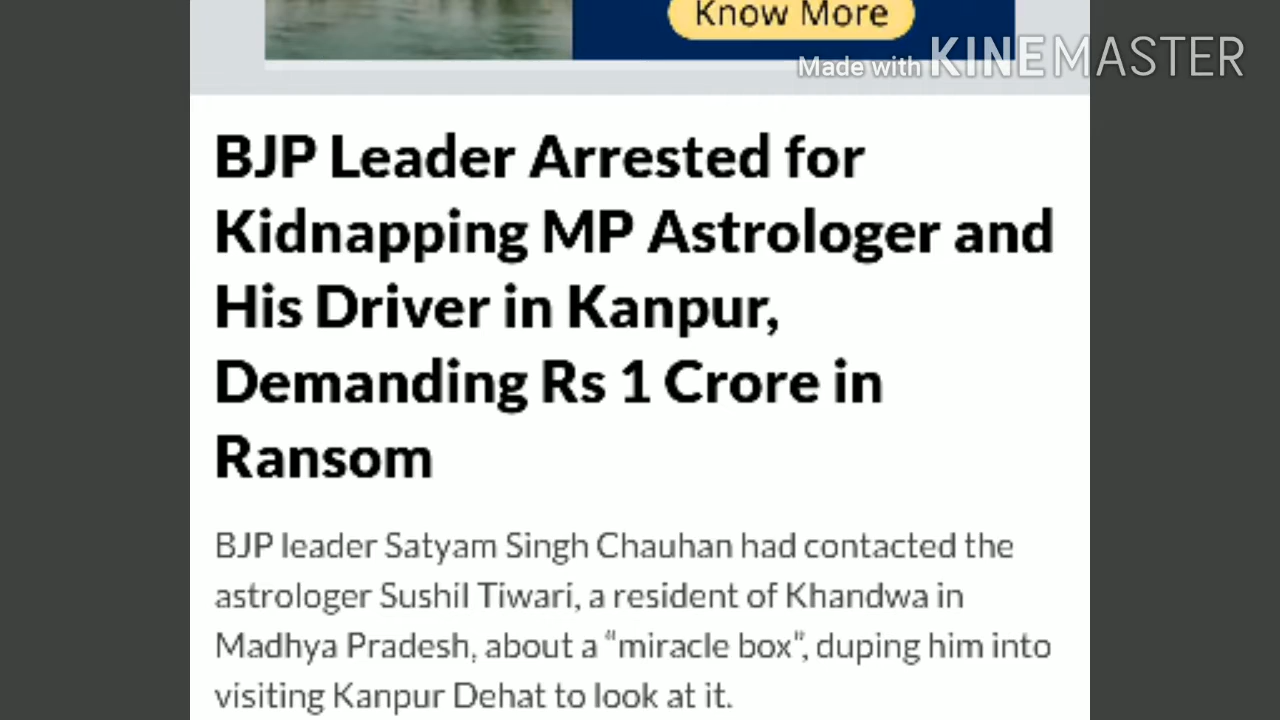 Know More
Made with KINEMASTER
BJP Leader Arrested for
Kidnapping MP Astrologer and
His Driver in Kanpur,
Demanding Rs 1 Crore in
Ransom
BJP leader Satyam Singh Chauhan had contacted the
astrologer Sushil Tiwari, a resident of Khandwa in
Madhya Pradesh, about a “miracle box”, duping him into
visiting Kanpur Dehat to look at it.